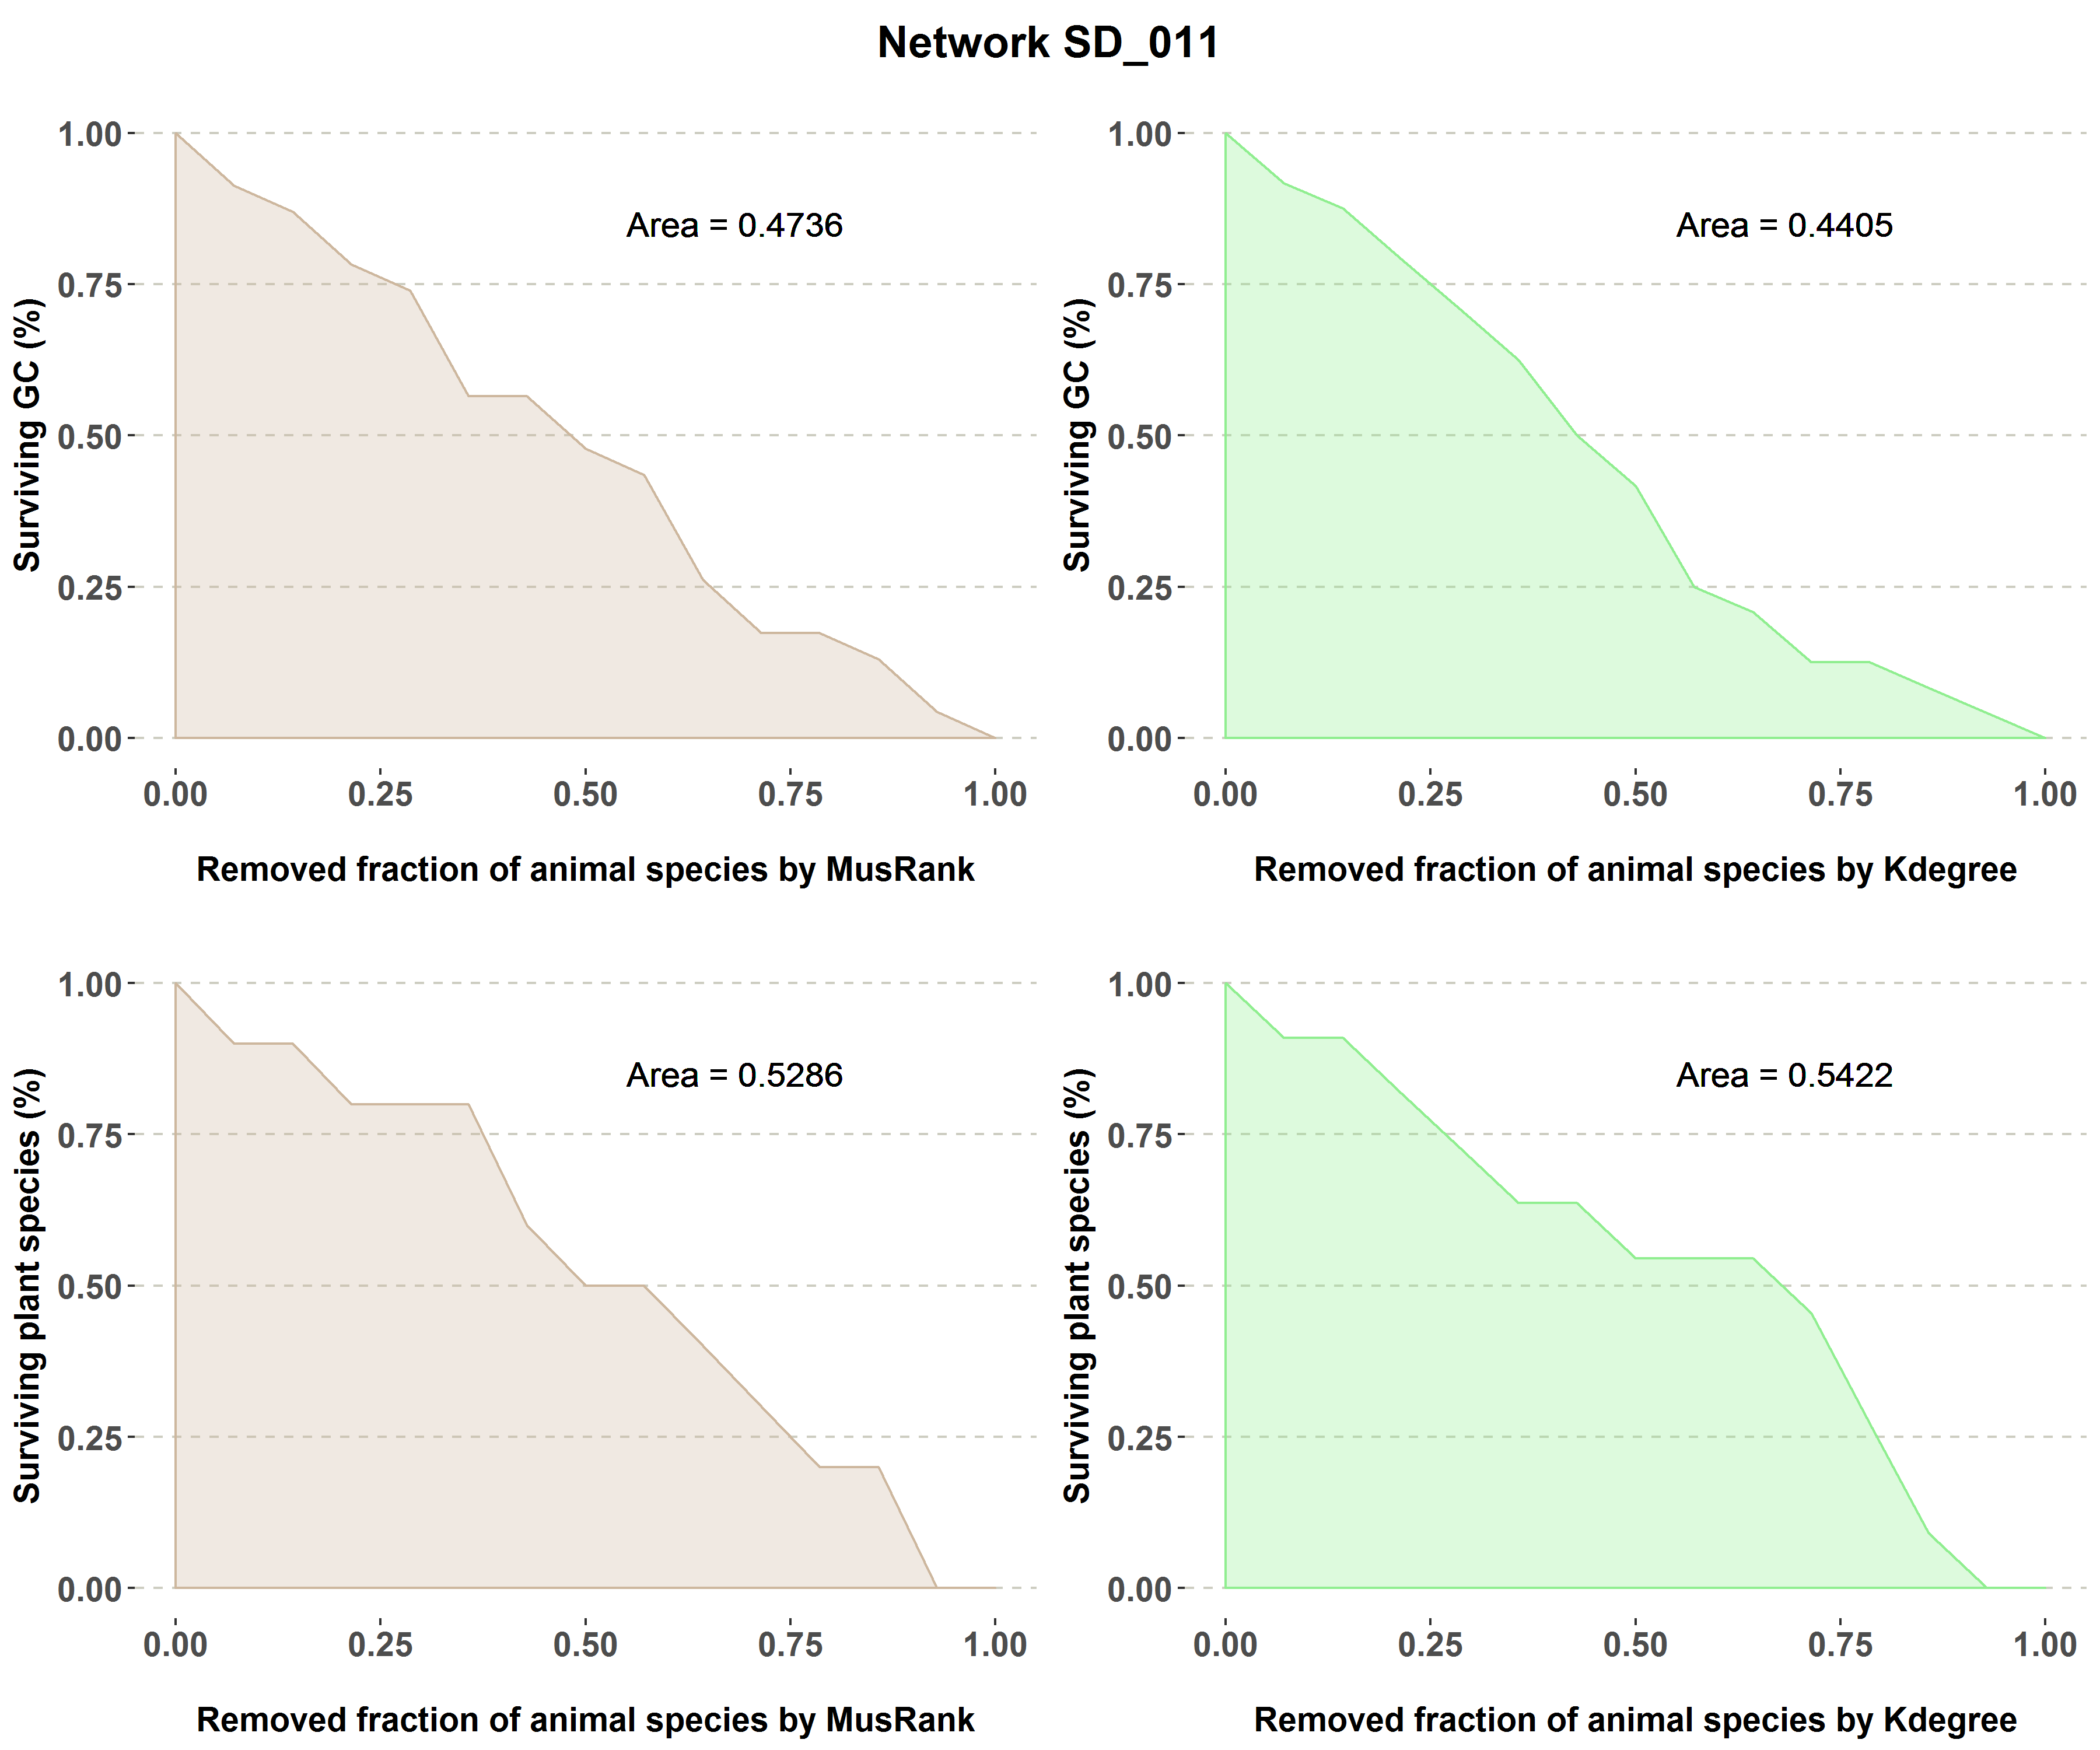 Network SD_011
Surviving GC (%)
1.00
0.75
0.50
0.25
0.00
Area = 0.4736
0.00 0.25 0.50 0.75 1.00
Removed fraction of animal species by MusRank
Surviving GC (%)
1.00
0.75
0.50
0.25
0.00
Area = 0.4405
0.00 0.25 0.50 0.75 1.00
Removed fraction of animal species by Kdegree
Surviving plant species (%)
1.00
0.75
0.50
0.25
0.00
Area = 0.5286
0.00 0.25 0.50 0.75 1.00
Removed fraction of animal species by MusRank
Surviving plant species (%)
1.00
0.75
0.50
0.25
0.00
Area = 0.5422
0.00 0.25 0.50 0.75 1.00
Removed fraction of animal species by Kdegree